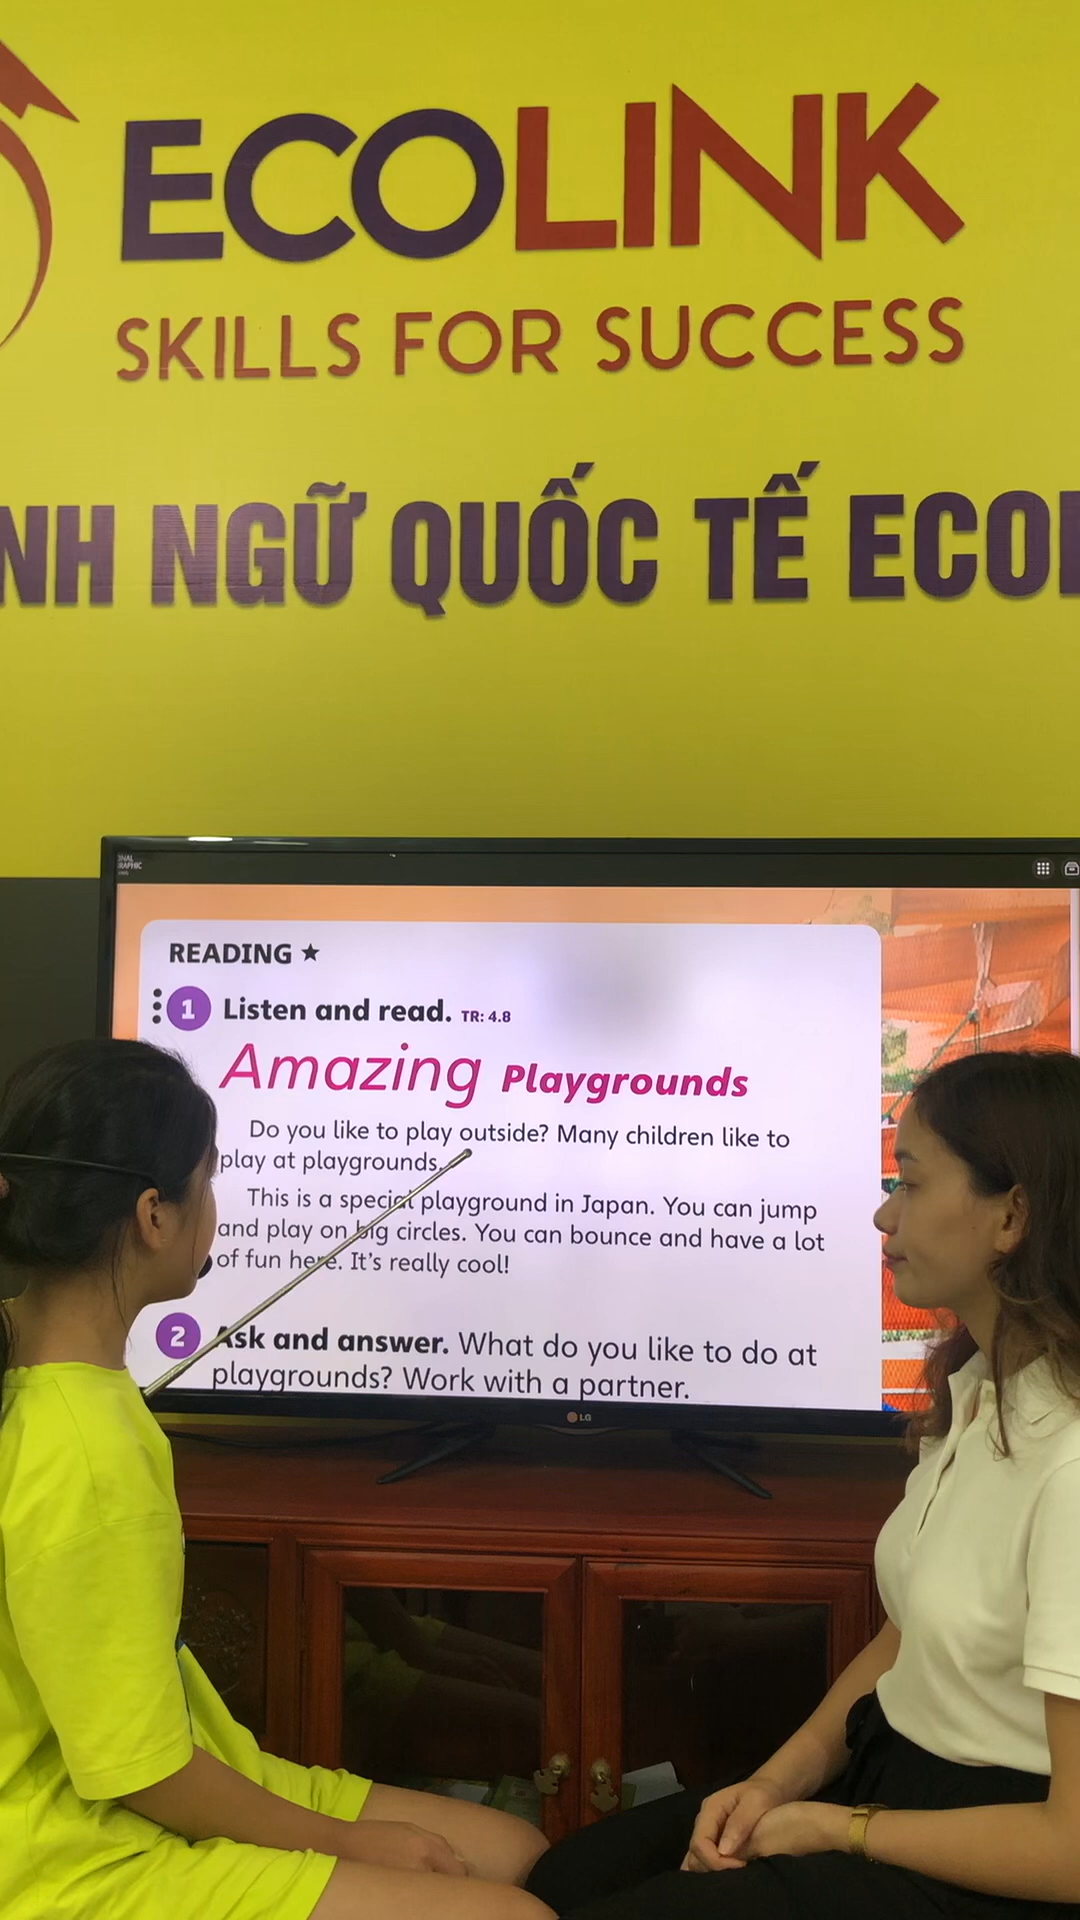 ECOLINK
SKILLS FOR SUCCESS
NH NGỮ QUỐC TẾ ECO
READING ★
1 Listen and read. TR: 4.8
Amazing Playgrounds
Do you like to play outside? Many children like to
play at playgrounds.
This is a special playground in Japan. You can jump
and play on big circles. You can bounce and have a lot
of fun here. It's really cool!
2 Ask and answer. What do you like to do at
playgrounds? Work with a partner.
LG